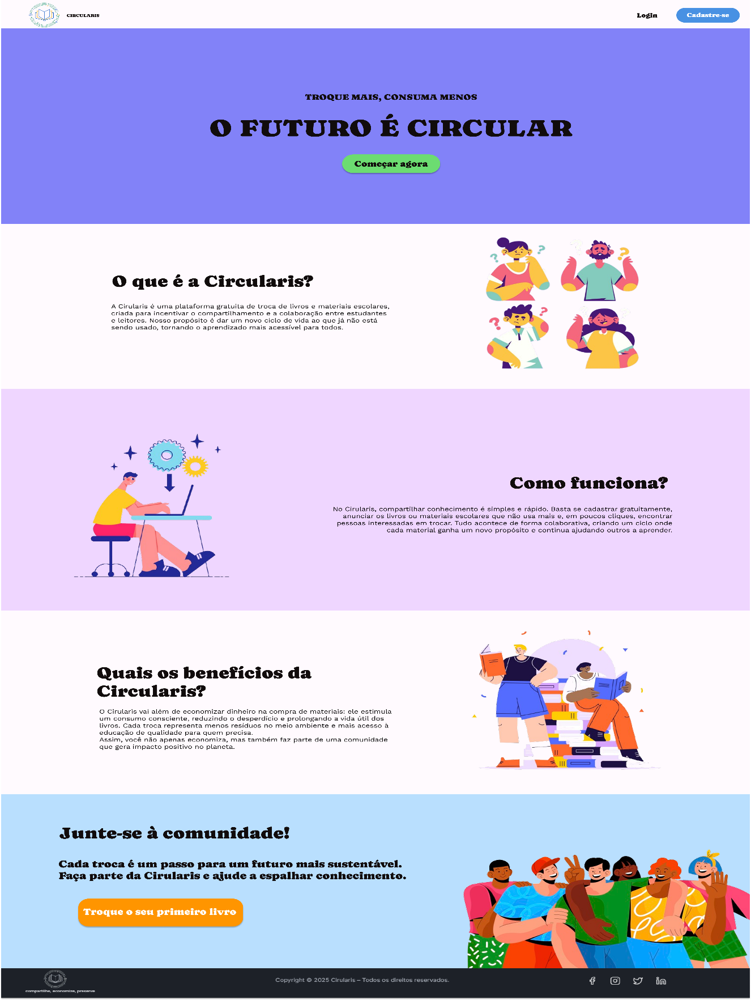 CIRCULARIS
Login
Cadastre-se
TROQUE MAIS, CONSUMA MENOS
O FUTURO É CIRCULAR
Começar agora
O que é a Circularis?
A Cirularis é uma plataforma gratuita de troca de livros e materiais escolares,
criada para incentivar o compartilhamento e a colaboração entre estudantes
e leitores. Nosso propósito é dar um novo ciclo de vida ao que já não está
sendo usado, tornando o aprendizado mais acessível para todos.
Como funciona?
No Cirularis, compartilhar conhecimento é simples e rápido. Basta se cadastrar gratuitamente,
anunciar os livros ou materiais escolares que não usa mais e, em poucos cliques, encontrar
pessoas interessadas em trocar. Tudo acontece de forma colaborativa, criando um ciclo onde
cada material ganha um novo propósito e continua ajudando outros a aprender.
Quais os benefícios da
Circularis?
O Cirularis vai além de economizar dinheiro na compra de materiais: ele estimula
um consumo consciente, reduzindo o desperdício e prolongando a vida útil dos
livros. Cada troca representa menos resíduos no meio ambiente e mais acesso à
educação de qualidade para quem precisa.
Assim, você não apenas economiza, mas também faz parte de uma comunidade
que gera impacto positivo no planeta.
Junte-se à comunidade!
Cada troca é um passo para um futuro mais sustentável.
Faça parte da Cirularis e ajude a espalhar conhecimento.
Troque o seu primeiro livro
Copyright © 2025 Cirularis – Todos os direitos reservados.
compartilhe, economize, preserve